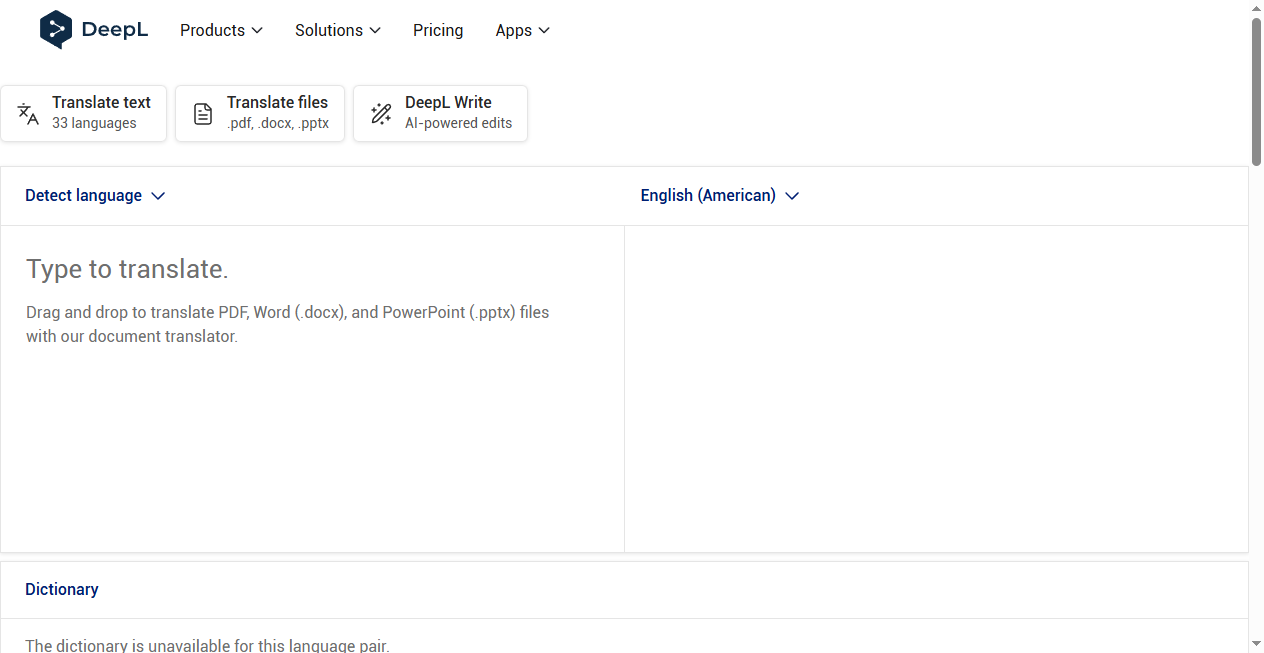 DeepL
Products
Solutions
Pricing
Apps
Translate text
33 languages
Translate files
.pdf, .docx, .pptx
DeepL Write
AI-powered edits
Detect language
English (American)
Type to translate.
Drag and drop to translate PDF, Word (.docx), and PowerPoint (.pptx) files
with our document translator.
Dictionary
The dictionary is unavailable for this language pair.